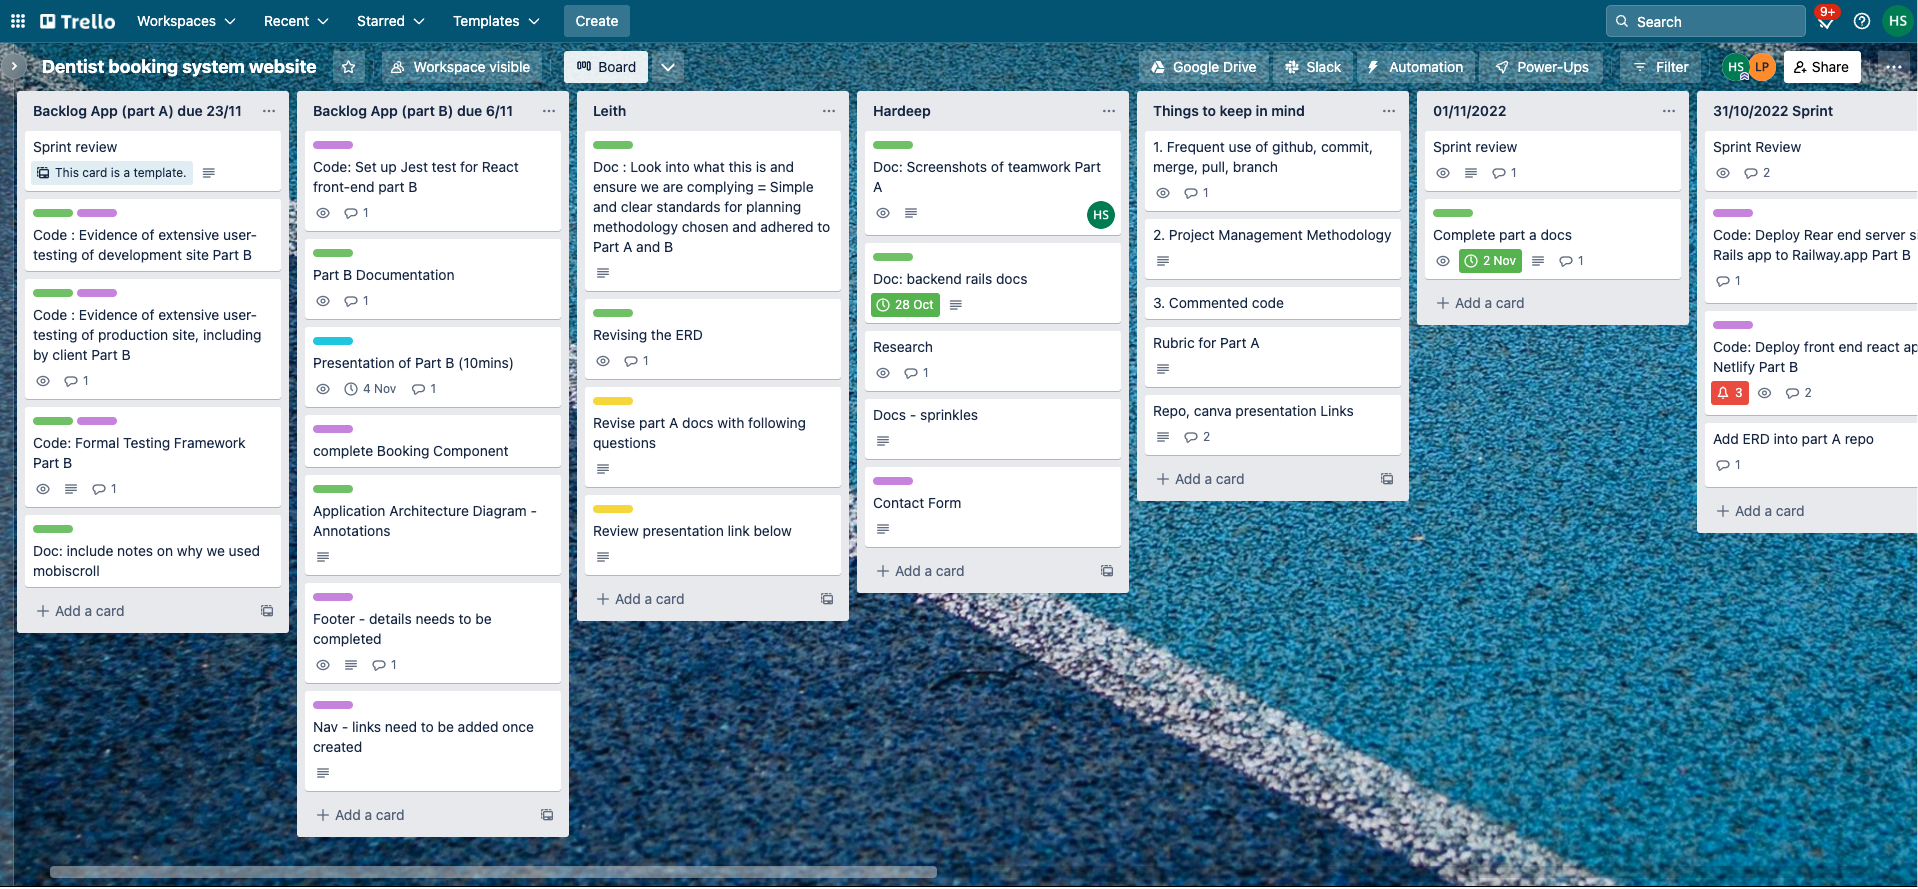 Trello
Workspaces
Recent
Starred
Templates
Create
Search
9+
HS
Dentist booking system website
Workspace visible
Board
Google Drive
Slack
Automation
Power-Ups
Filter
HS
LP
Share
Backlog App (part A) due 23/11
Sprint review
This card is a template.
Code : Evidence of extensive user-
testing of development site Part B
Code : Evidence of extensive user-
testing of production site, including
by client Part B
1
Code: Formal Testing Framework
Part B
1
Doc: include notes on why we used
mobiscroll
Add a card
Backlog App (part B) due 6/11
Code: Set up Jest test for React
front-end part B
1
Part B Documentation
1
Presentation of Part B (10mins)
4 Nov
1
complete Booking Component
Application Architecture Diagram -
Annotations
Footer - details needs to be
completed
1
Nav - links need to be added once
created
Add a card
Leith
Doc : Look into what this is and
ensure we are complying = Simple
and clear standards for planning
methodology chosen and adhered to
Part A and B
Revising the ERD
1
Revise part A docs with following
questions
Review presentation link below
Add a card
Hardeep
Doc: Screenshots of teamwork Part
A
HS
Doc: backend rails docs
28 Oct
Research
1
Docs - sprinkles
Contact Form
Add a card
Things to keep in mind
1. Frequent use of github, commit,
merge, pull, branch
1
2. Project Management Methodology
3. Commented code
Rubric for Part A
Repo, canva presentation Links
2
Add a card
01/11/2022
Sprint review
1
Complete part a docs
2 Nov
1
Add a card
31/10/2022 Sprint
Sprint Review
2
Code: Deploy Rear end server
Rails app to Railway.app Part B
1
Code: Deploy front end react
Netlify Part B
3
2
Add ERD into part A repo
1
Add a card